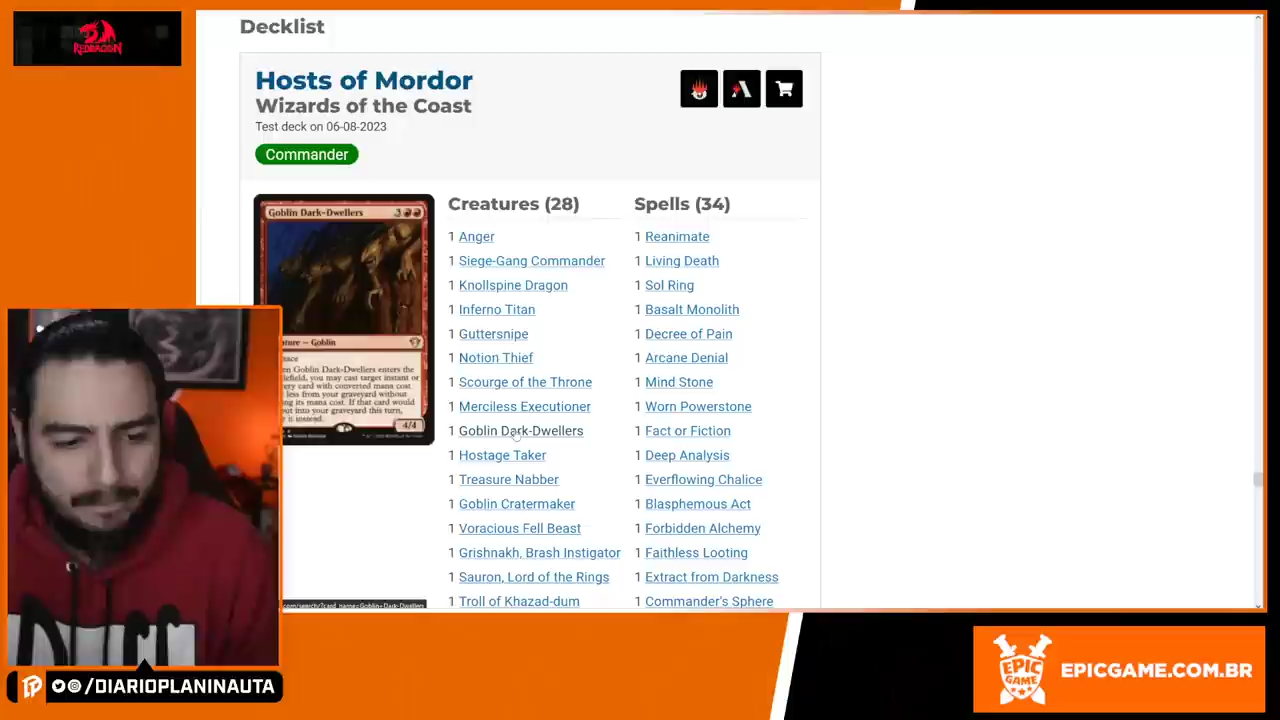 REDRAGON
Decklist
Hosts of Mordor
Wizards of the Coast
Test deck on 06-08-2023
Commander
Goblin Dark-Dwellers
Goblin
4/4
Creatures (28)
1 Anger
1 Siege-Gang Commander
1 Knollspine Dragon
1 Inferno Titan
1 Guttersnipe
1 Notion Thief
1 Scourge of the Throne
1 Merciless Executioner
1 Goblin Dark-Dwellers
1 Hostage Taker
1 Treasure Nabber
1 Goblin Cratermaker
1 Voracious Fell Beast
1 Grishnakh, Brash Instigator
1 Sauron, Lord of the Rings
1 Troll of Khazad-dum
Spells (34)
1 Reanimate
1 Living Death
1 Sol Ring
1 Basalt Monolith
1 Decree of Pain
1 Arcane Denial
1 Mind Stone
1 Worn Powerstone
1 Fact or Fiction
1 Deep Analysis
1 Everflowing Chalice
1 Blasphemous Act
1 Forbidden Alchemy
1 Faithless Looting
1 Extract from Darkness
1 Commander's Sphere
/DIARIOPLANINAUTA
EPIC
GAME
EPICGAME.COM.BR